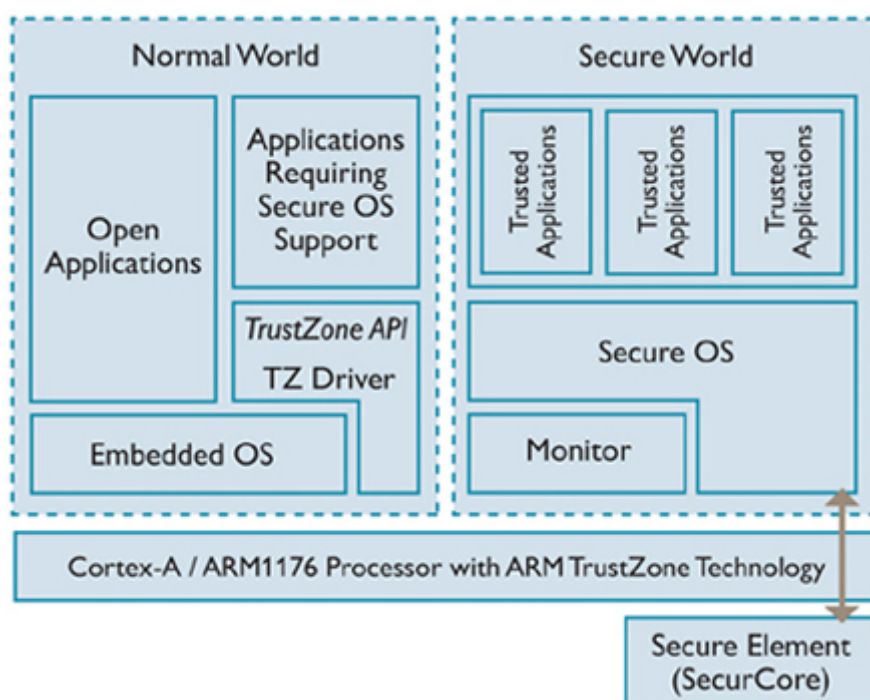 Normal World
Open
Applications
Applications
Requiring
Secure OS
Support
TrustZone API
TZ Driver
Embedded OS
Secure World
Trusted
Applications
Trusted
Applications
Trusted
Applications
Secure OS
Monitor
Cortex-A / ARM1176 Processor with ARM TrustZone Technology
Secure Element
(SecurCore)